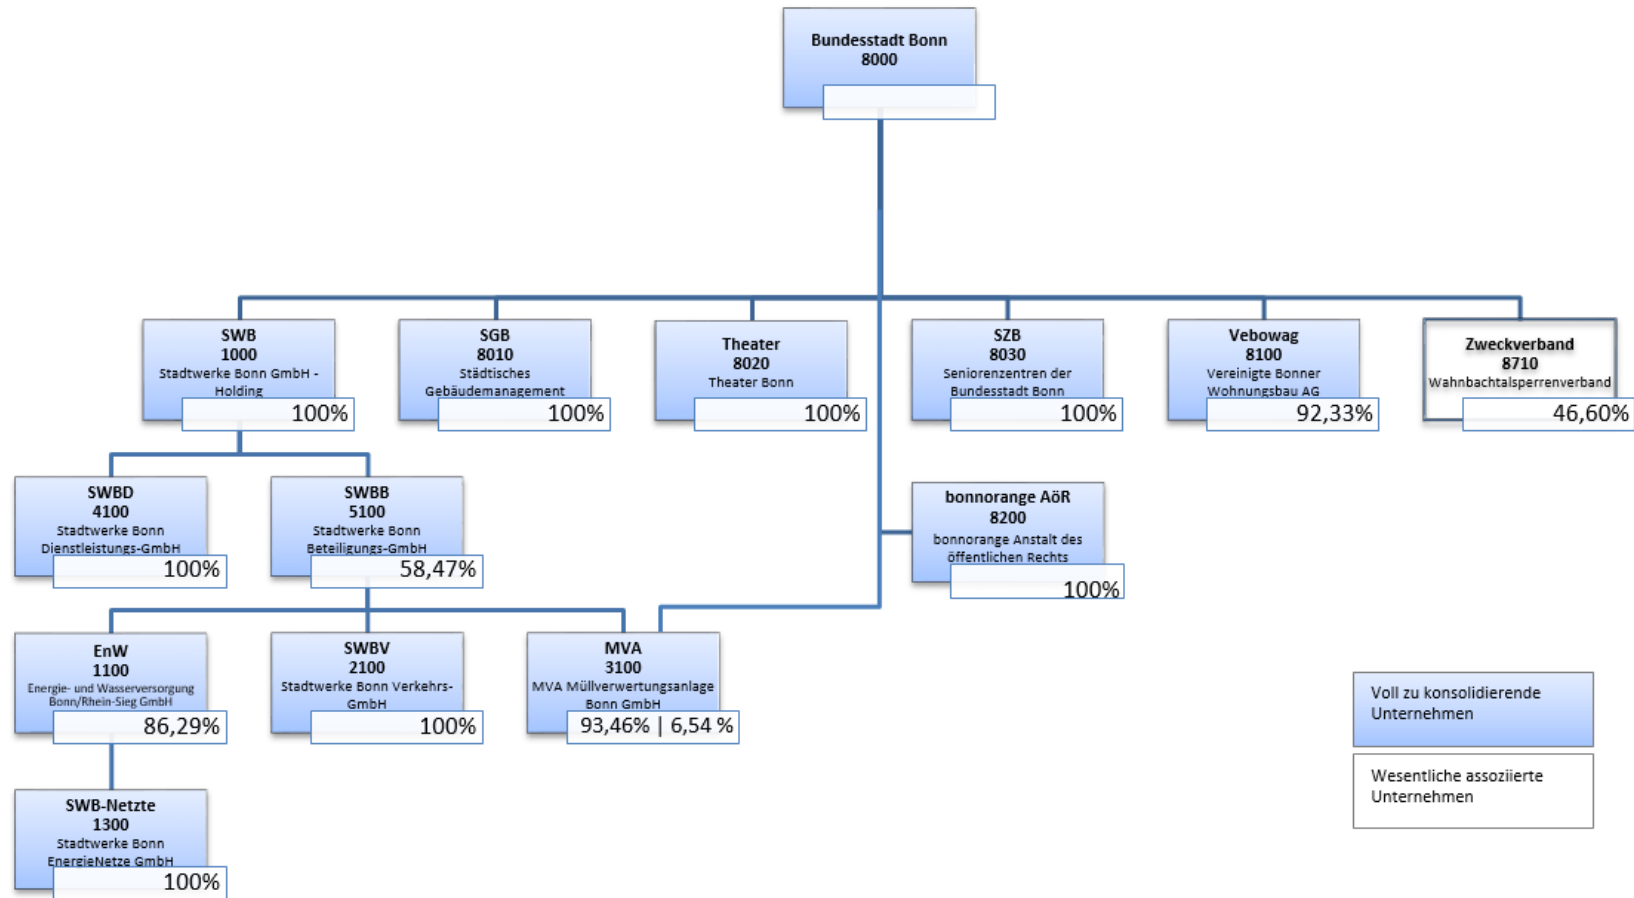 Bundesstadt Bonn
8000
SWB
1000
Stadtwerke Bonn GmbH -
Holding
100%
SGB
8010
Städtisches
Gebäudemanagement
100%
Theater
8020
Theater Bonn
100%
SZB
8030
Seniorenzentren der
Bundesstadt Bonn
100%
Vebowag
8100
Vereinigte Bonner
Wohnungsbau AG
92,33%
Zweckverband
8710
Wahnbachtalsperrenverband
46,60%
SWBD
4100
Stadtwerke Bonn
Dienstleistungs-GmbH
100%
SWBB
5100
Stadtwerke Bonn
Beteiligungs-GmbH
58,47%
bonnorange AöR
8200
bonnorange Anstalt des
öffentlichen Rechts
100%
EnW
1100
Energie- und Wasserversorgung
Bonn/Rhein-Sieg GmbH
86,29%
SWBV
2100
Stadtwerke Bonn Verkehrs-
GmbH
100%
MVA
3100
MVA Müllverwertungsanlage
Bonn GmbH
93,46% | 6,54 %
SWB-Netzte
1300
Stadtwerke Bonn
EnergieNetze GmbH
100%
Voll zu konsolidierende
Unternehmen
Wesentliche assoziierte
Unternehmen